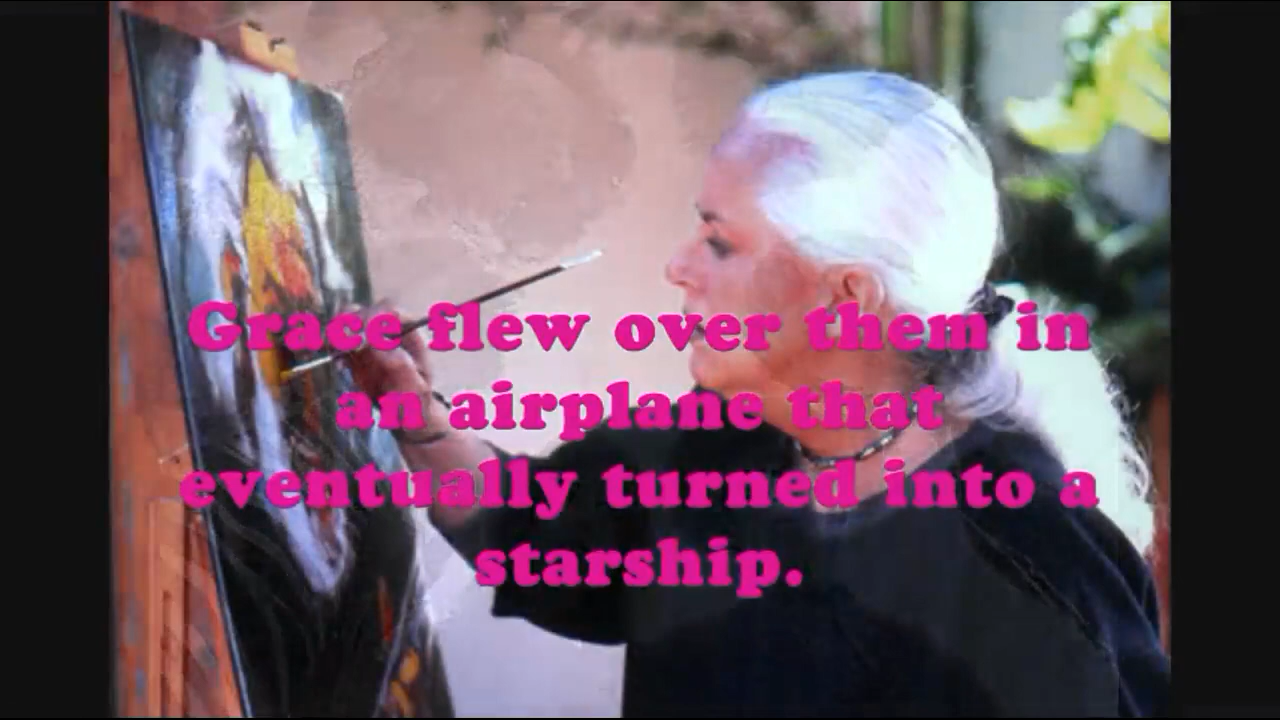 Grace flew over them in
an airplane that
eventually turned into a
starship.